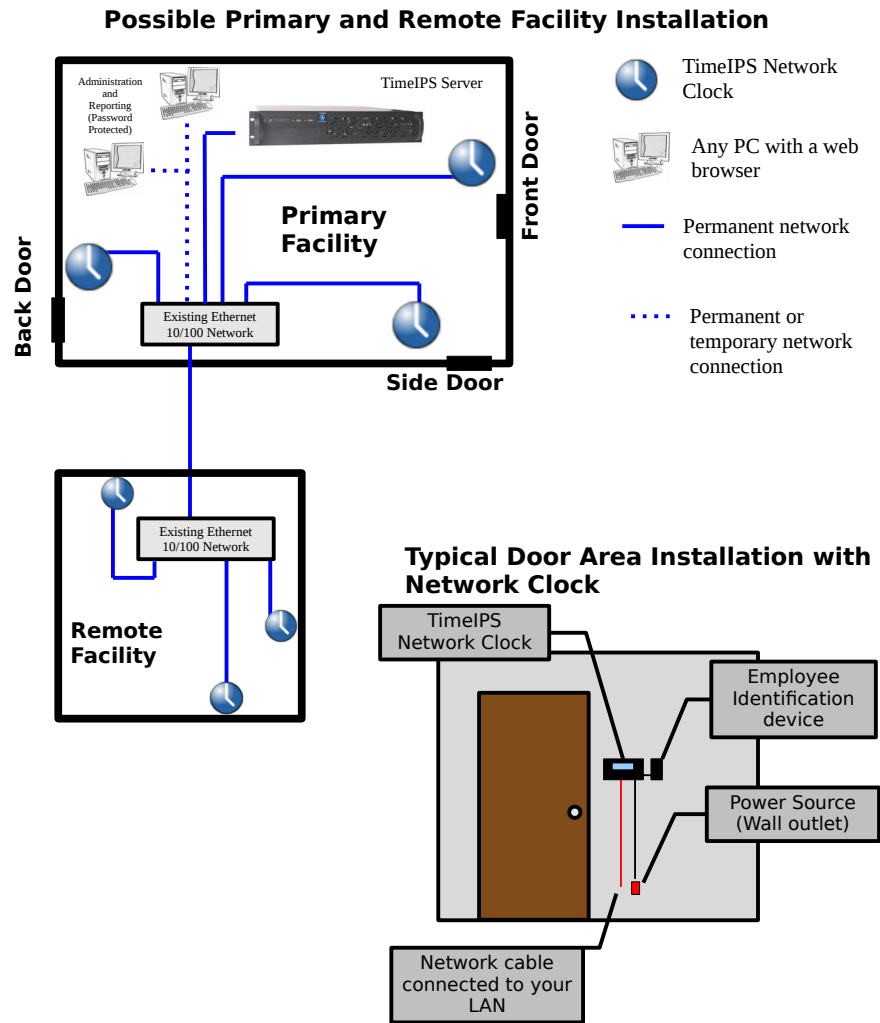 Possible Primary and Remote Facility Installation
Administration
and
Reporting
(Password
Protected)
TimeIPS Server
Primary
Facility
Front Door
Back Door
Side Door
Existing Ethernet
10/100 Network
TimeIPS Network
Clock
Any PC with a web
browser
Permanent network
connection
Permanent or
temporary network
connection
Existing Ethernet
10/100 Network
Remote
Facility
Typical Door Area Installation with
Network Clock
TimeIPS
Network Clock
Employee
Identification
device
Power Source
(Wall outlet)
Network cable
connected to your
LAN